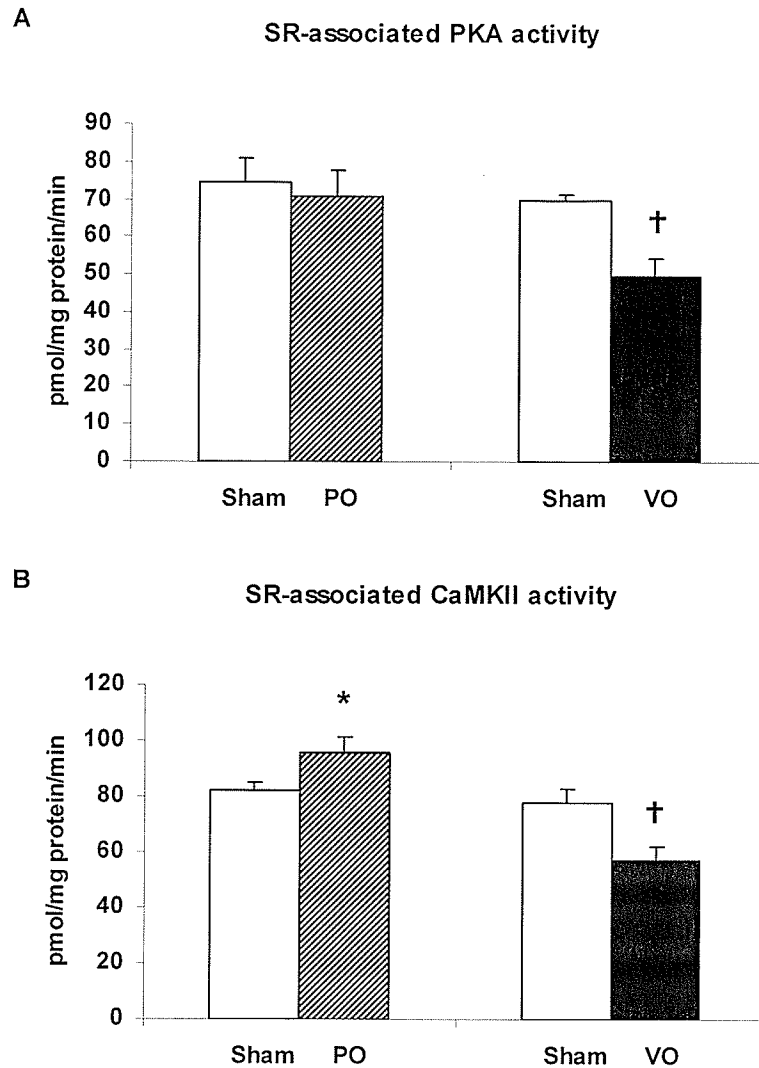 A
SR-associated PKA activity
90
80
70
60
50
40
30
20
10
0
pmol/mg protein/min
†
Sham PO Sham VO
B
SR-associated CaMKII activity
120
100
80
60
40
20
0
pmol/mg protein/min
*
†
Sham PO Sham VO